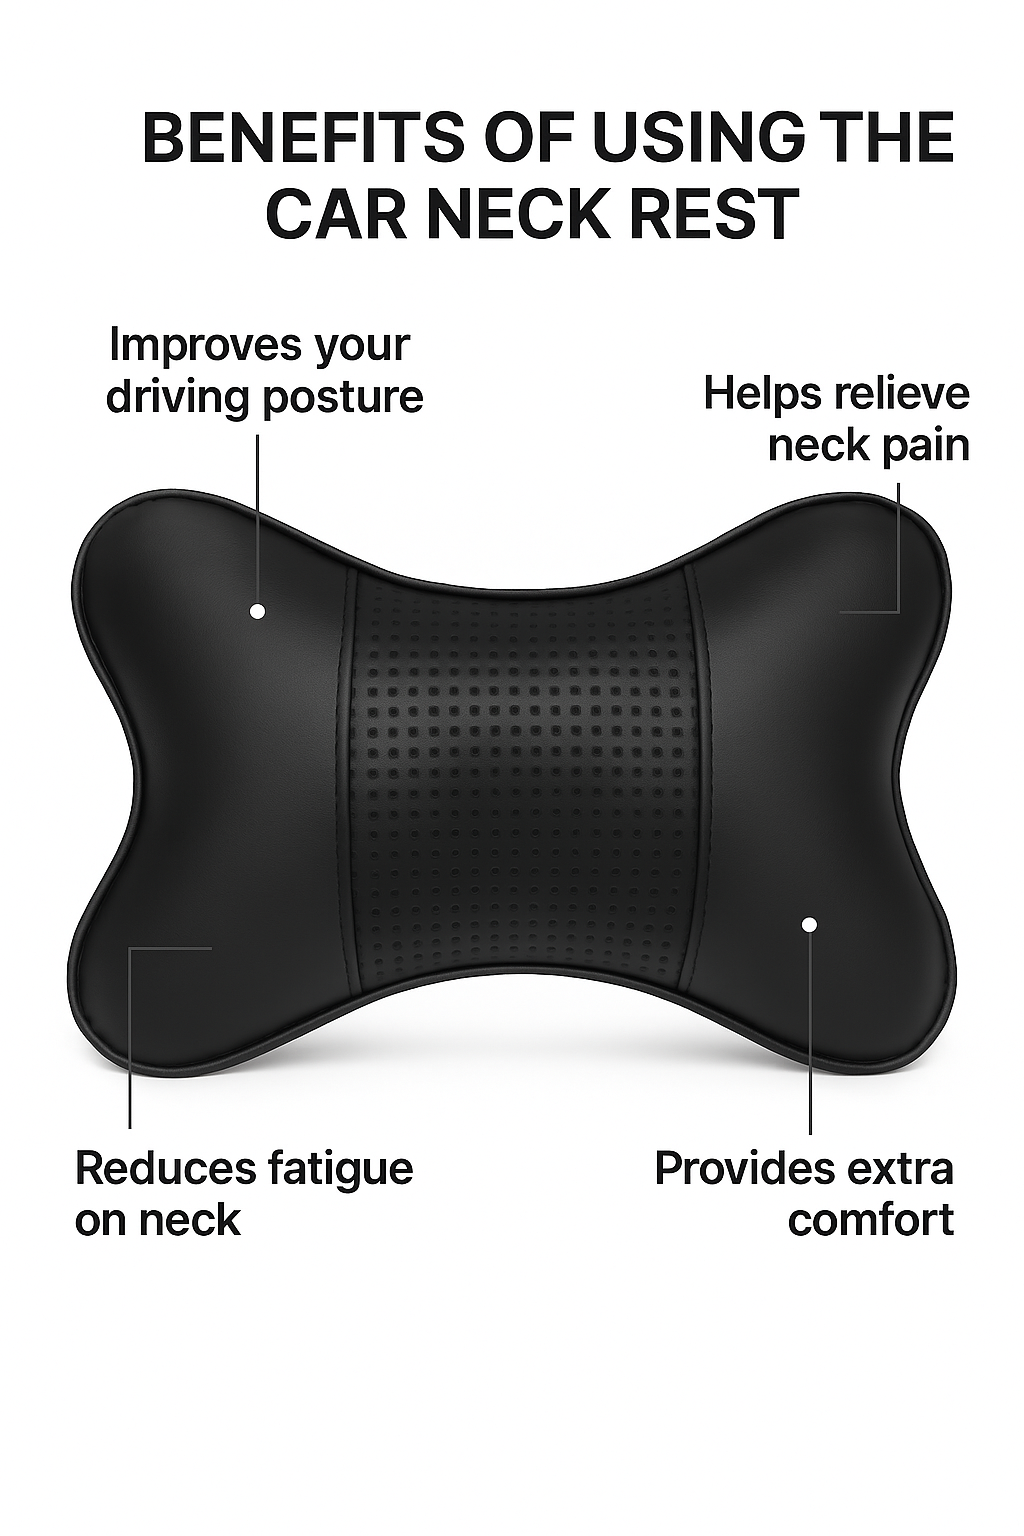 BENEFITS OF USING THE
CAR NECK REST
Improves your
driving posture
Helps relieve
neck pain
Reduces fatigue
on neck
Provides extra
comfort